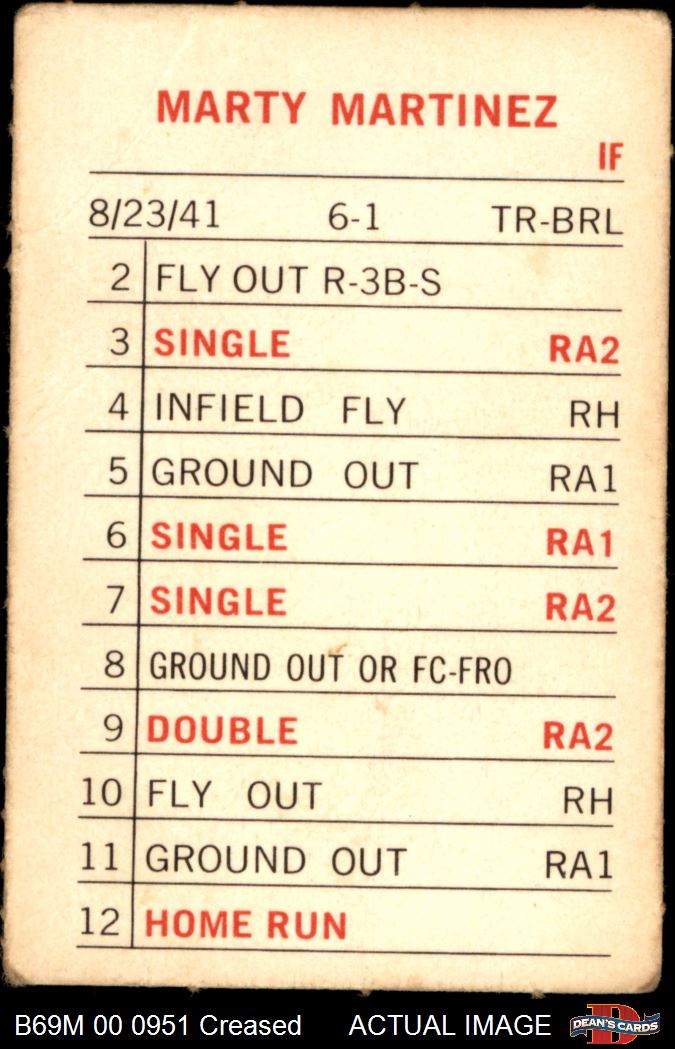 MARTY MARTINEZ
IF
8/23/41 6-1 TR-BRL
2 FLY OUT R-3B-S
3 SINGLE RA2
4 INFIELD FLY RH
5 GROUND OUT RA1
6 SINGLE RA1
7 SINGLE RA2
8 GROUND OUT OR FC-FRO
9 DOUBLE RA2
10 FLY OUT RH
11 GROUND OUT RA1
12 HOME RUN
B69M 00 0951 Creased ACTUAL IMAGE D DEAN'S CARDS